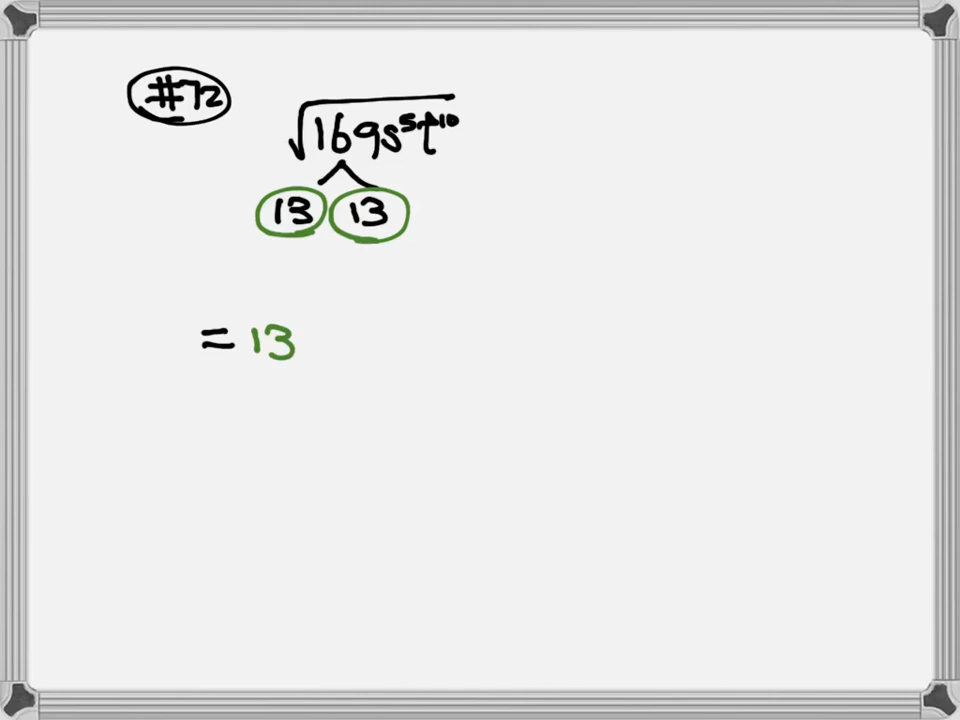 #72
√169s⁵t¹⁰
13 13
= 13